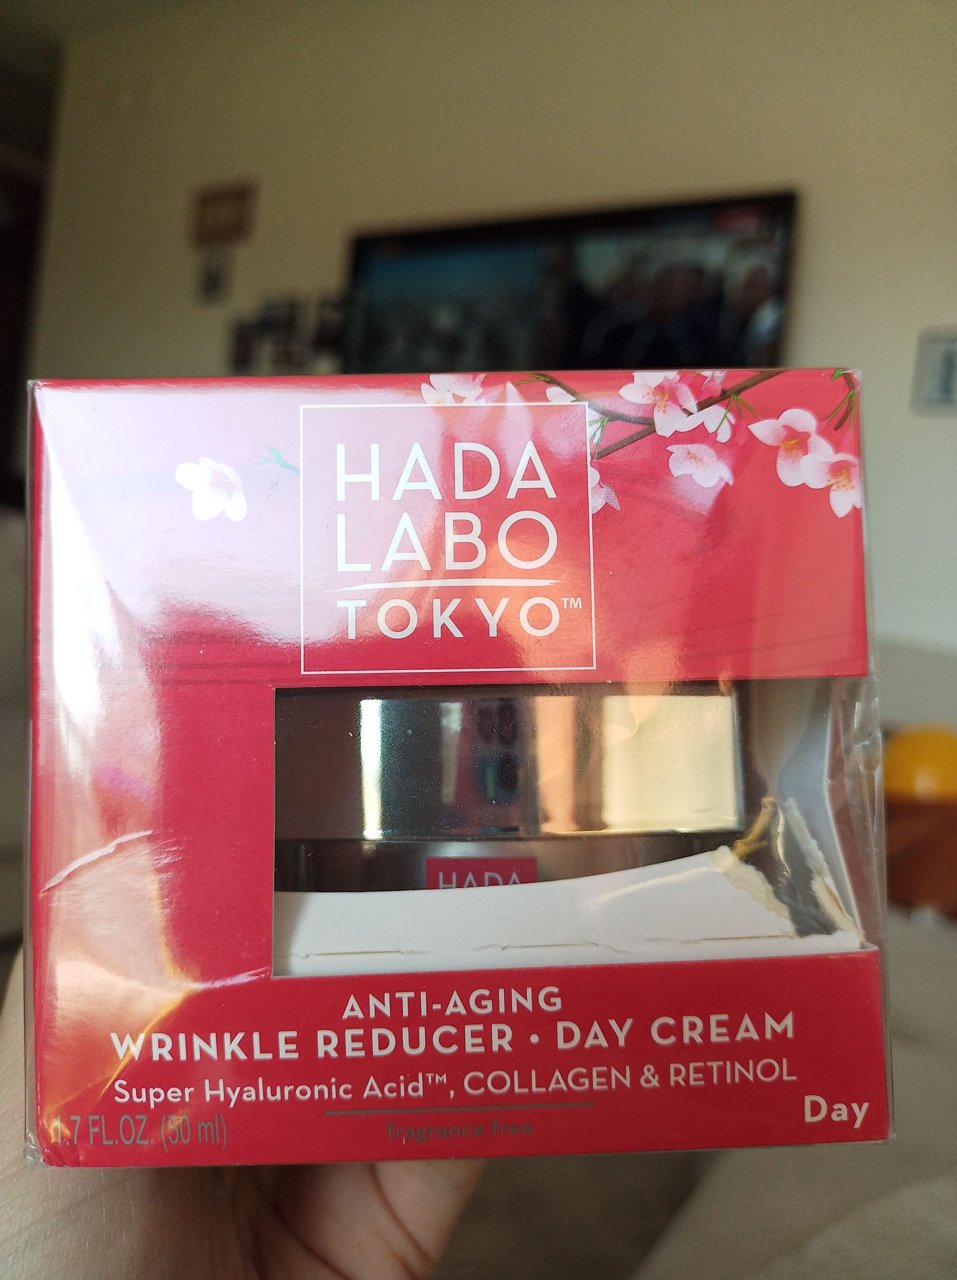 HADA
LABO
TOKYO™
HADA
ANTI-AGING
WRINKLE REDUCER • DAY CREAM
Super Hyaluronic Acid™, COLLAGEN & RETINOL
Day
1.7 FL.OZ. (50 ml)
fragrance free